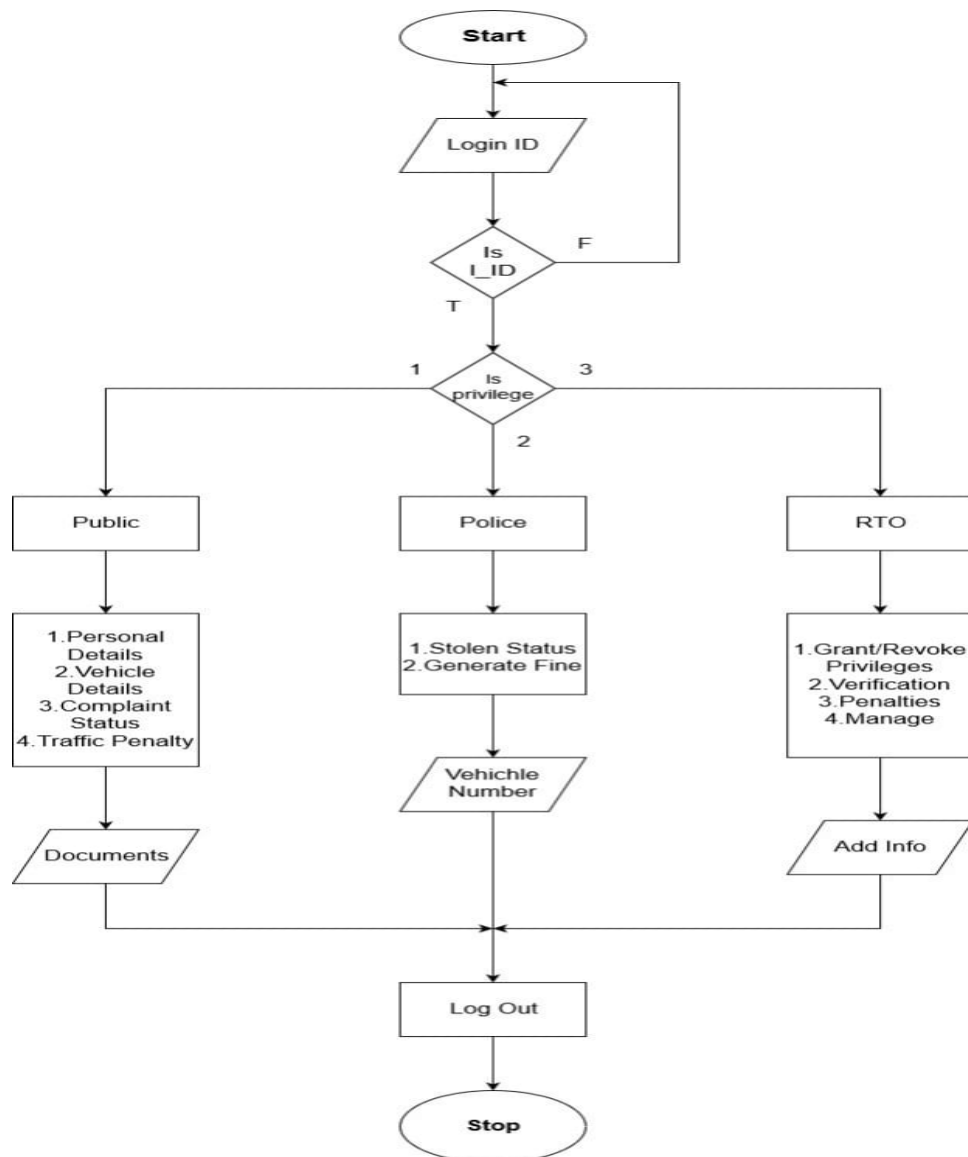 Start
Login ID
Is
I_ID
F
T
1
Is
privilege
3
2
Public
Police
RTO
1.Personal
Details
2.Vehicle
Details
3.Complaint
Status
4.Traffic Penalty
1.Stolen Status
2.Generate Fine
1.Grant/Revoke
Privileges
2.Verification
3.Penalties
4.Manage
Vehichle
Number
Documents
Add Info
Log Out
Stop